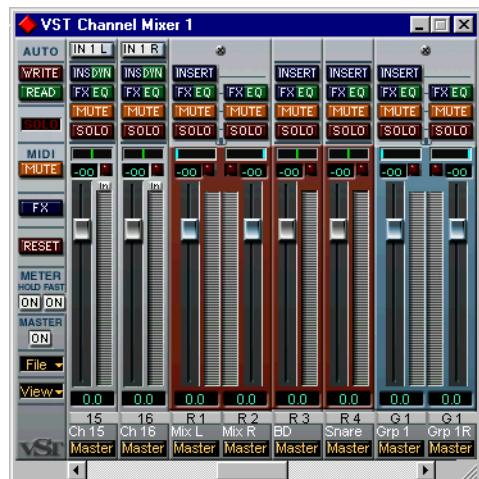 VST Channel Mixer 1
AUTO IN 1 L IN 1 R
WRITE INS DYN INS DYN INSERT INSERT INSERT INSERT
READ FX EQ FX EQ FX EQ FX EQ FX EQ FX EQ FX EQ FX EQ
MUTE MUTE MUTE MUTE MUTE MUTE MUTE MUTE
SOLO SOLO SOLO SOLO SOLO SOLO SOLO SOLO SOLO
MIDI
MUTE -00 -00 -00 -00 -00 -00 -00 -00
In In
FX
RESET
METER
HOLD FAST
ON ON
MASTER
ON
File
View 0.0 0.0 0.0 0.0 0.0 0.0 0.0 0.0
15 16 R 1 R 2 R 3 R 4 G 1 G 1
Ch 15 Ch 16 Mix L Mix R BD Snare Grp 1 Grp 1R
VST Master Master Master Master Master Master Master Master